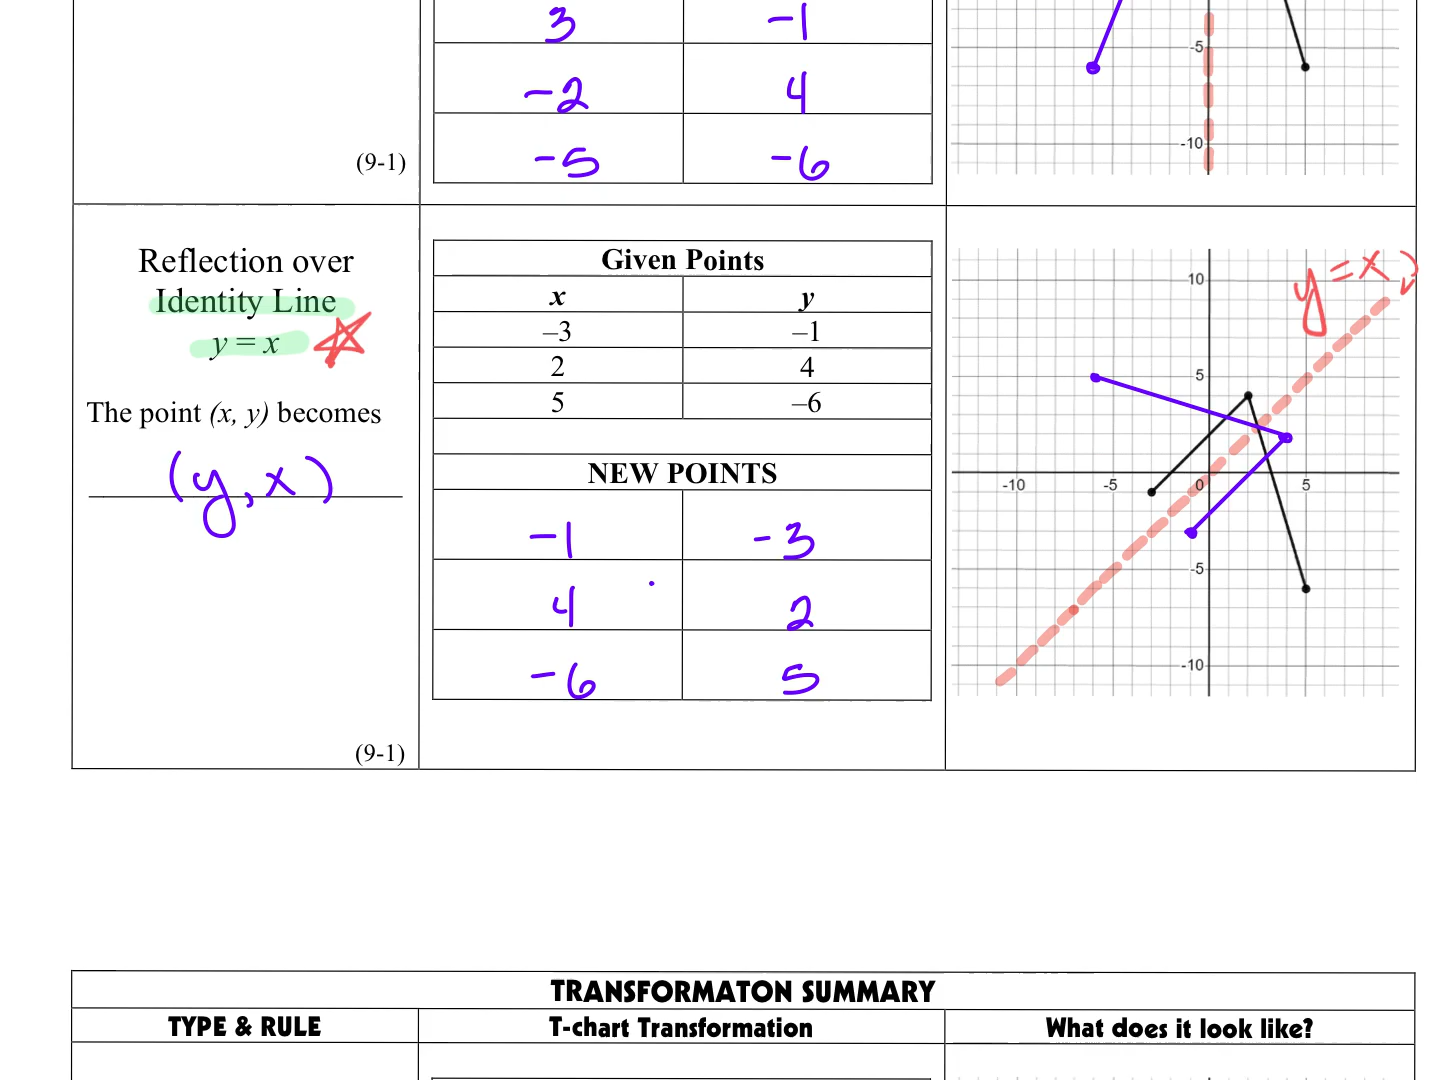 3 -1
-2 4
-5 -6
(9-1)
-5
-10
Reflection over
Identity Line
y = x
The point (x, y) becomes
(y, x)
(9-1)
Given Points
x y
–3 –1
2 4
5 –6
NEW POINTS
-1 -3
4 2
-6 5
y = x
10
5
-10 -5 0 5
-5
-10
TRANSFORMATON SUMMARY
TYPE & RULE T-chart Transformation What does it look like?